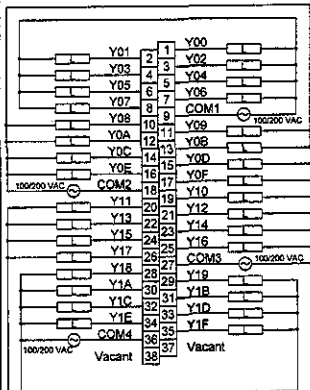 1 Y00 L
L Y01 2
3 Y02 L
L Y03 4
5 Y04 L
L Y05 6
7 Y06 L
L Y07 8
9 COM1 100/200 VAC
L Y08 10
11 Y09 L
L Y0A 12
13 Y0B L
L Y0C 14
15 Y0D L
L Y0E 16
17 Y0F L
100/200 VAC COM2 18
19 Y10 L
L Y11 20
21 Y12 L
L Y13 22
23 Y14 L
L Y15 24
25 Y16 L
L Y17 26
27 COM3 100/200 VAC
L Y18 28
29 Y19 L
L Y1A 30
31 Y1B L
L Y1C 32
33 Y1D L
L Y1E 34
35 Y1F L
100/200 VAC COM4 36
37 Vacant
Vacant 38